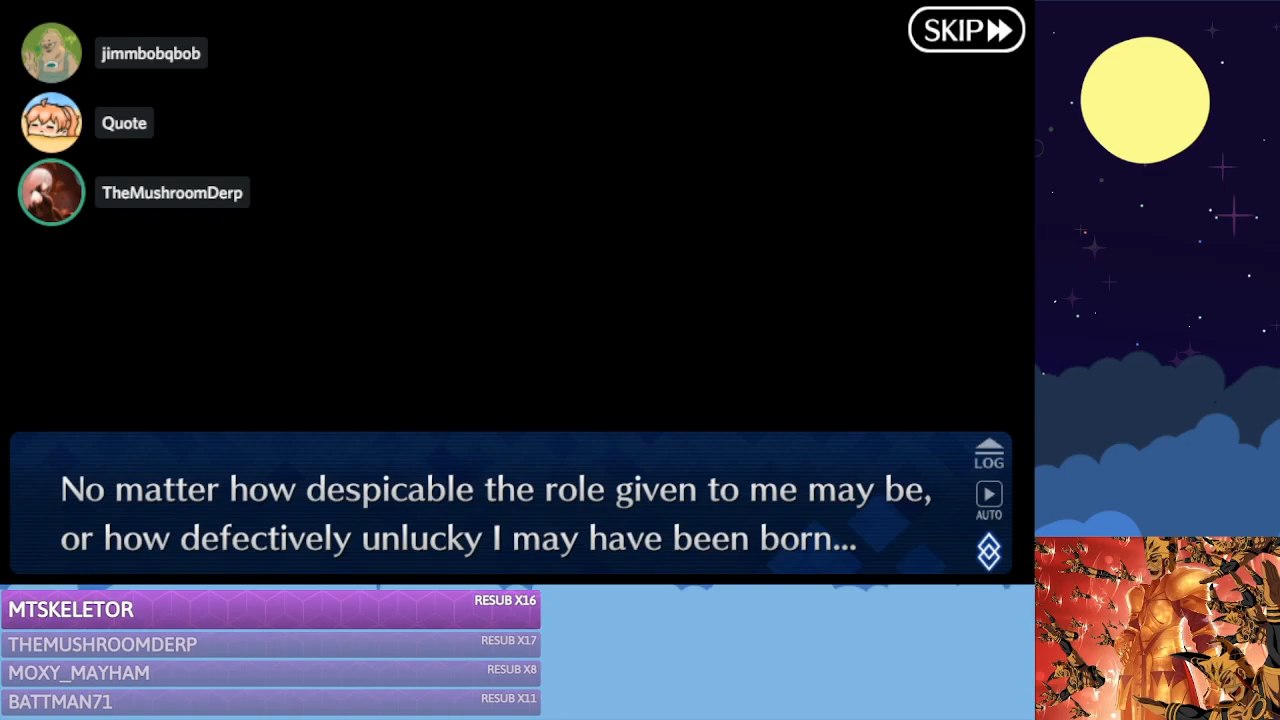 jimmbobqbob
SKIP
Quote
TheMushroomDerp
No matter how despicable the role given to me may be,
or how defectively unlucky I may have been born...
LOG
AUTO
MTSKELETOR RESUB X16
THEMUSHROOMDERP RESUB X17
MOXY_MAYHAM RESUB X8
BATTMAN71 RESUB X11